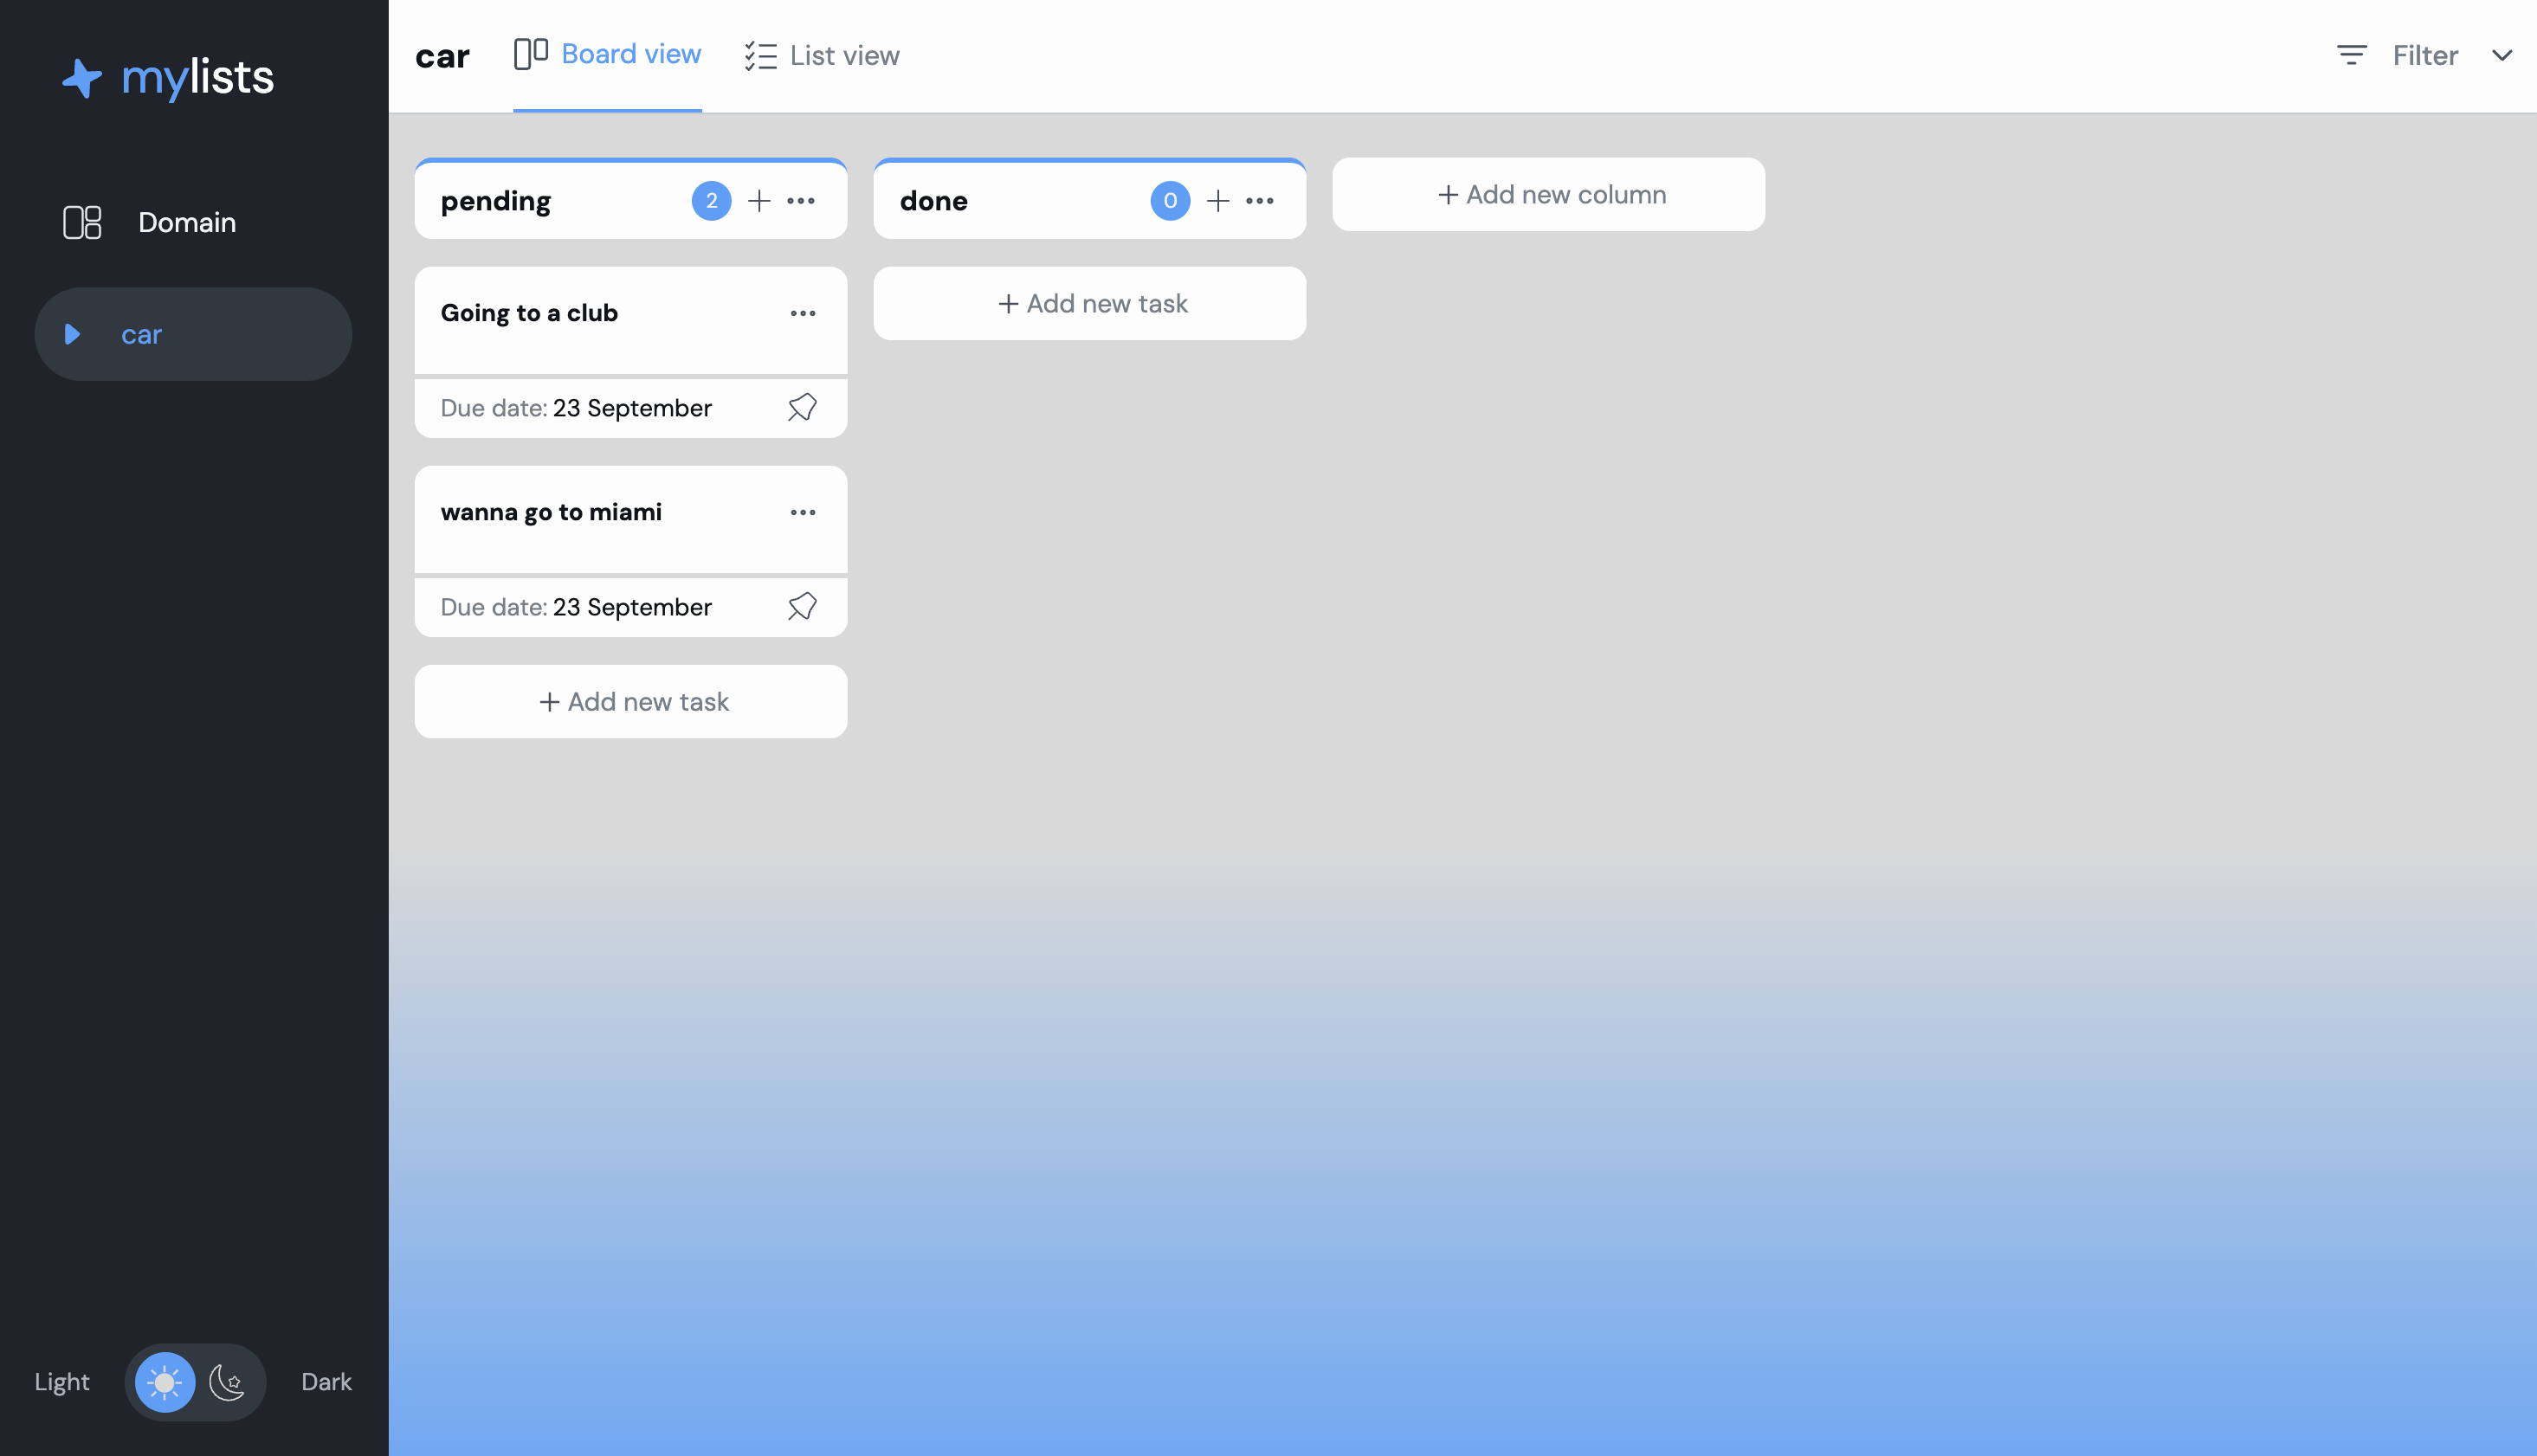 mylists
Domain
car
Light
Dark
car
Board view
List view
Filter
pending
2
Going to a club
Due date: 23 September
wanna go to miami
Due date: 23 September
+ Add new task
done
0
+ Add new task
+ Add new column